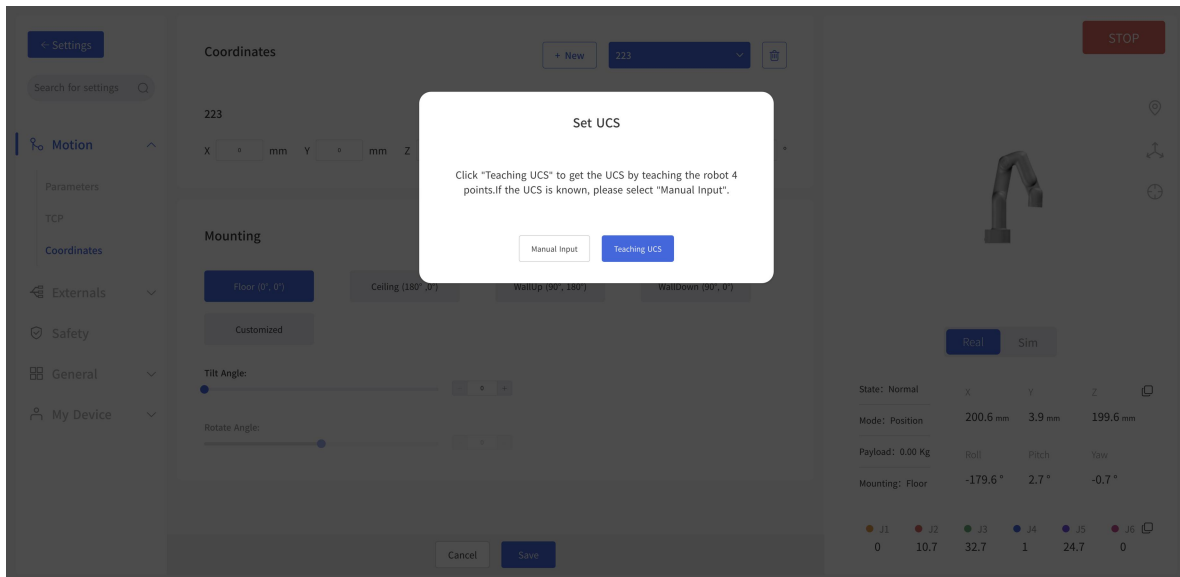 ← Settings
Search for settings
Motion
Parameters
TCP
Coordinates
Externals
Safety
General
My Device
Coordinates
+ New
223
223
X 0 mm Y 0 mm Z
°
Set UCS
Click "Teaching UCS" to get the UCS by teaching the robot 4
points.If the UCS is known, please select "Manual Input".
Manual Input
Teaching UCS
Mounting
Floor (0°, 0°)
Ceiling (180° ,0°)
WallUp (90°, 180°)
WallDown (90°, 0°)
Customized
Tilt Angle:
- 0 +
Rotate Angle:
Cancel
Save
STOP
Real
Sim
State: Normal
Mode: Position
Payload: 0.00 Kg
Mounting: Floor
X Y Z
200.6 mm 3.9 mm 199.6 mm
Roll Pitch Yaw
-179.6 ° 2.7 ° -0.7 °
J1 J2 J3 J4 J5 J6
0 10.7 32.7 1 24.7 0